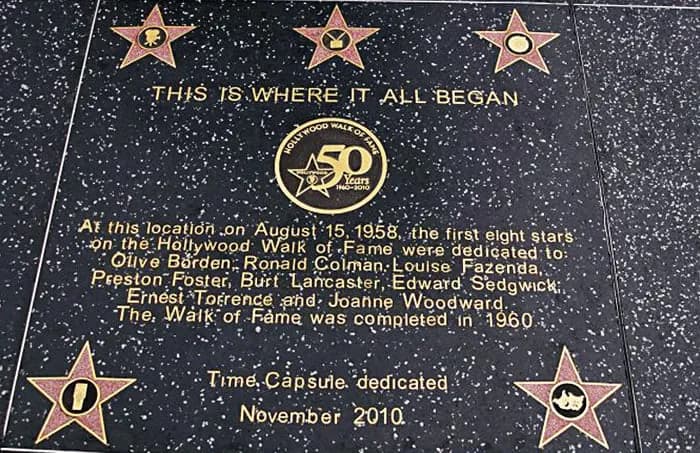 THIS IS WHERE IT ALL BEGAN
HOLLYWOOD WALK OF FAME
50
HOLLYWOOD
Years
1960-2010
At this location on August 15, 1958, the first eight stars
on the Hollywood Walk of Fame were dedicated to:
Olive Borden, Ronald Colman, Louise Fazenda,
Preston Foster, Burt Lancaster, Edward Sedgwick,
Ernest Torrence and Joanne Woodward.
The Walk of Fame was completed in 1960
Time Capsule dedicated
November 2010.